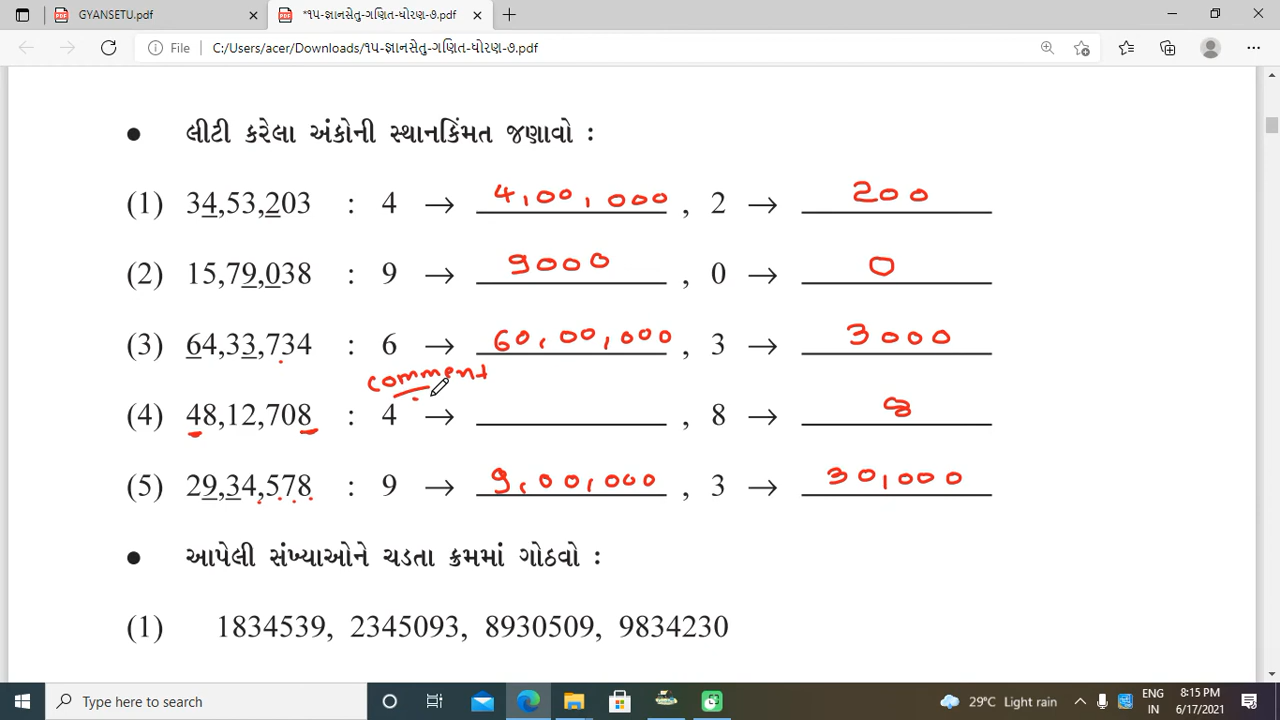 GYANSETU.pdf × *૧૫-જ્ઞાનસેતુ-ગણિત-ધોરણ-૭.pdf ×
File C:/Users/acer/Downloads/૧૫-જ્ઞાનસેતુ-ગણિત-ધોરણ-૭.pdf
• લીટી કરેલા અંકોની સ્થાનકિંમત જણાવો :
(1) 34,53,203 : 4 → 4,00,000 , 2 → 200
(2) 15,79,038 : 9 → 9000 , 0 → 0
(3) 64,33,734 : 6 → 60,00,000 , 3 → 3000
comment
(4) 48,12,708 : 4 → , 8 → 8
(5) 29,34,578 : 9 → 9,00,000 , 3 → 30,000
• આપેલી સંખ્યાઓને ચડતા ક્રમમાં ગોઠવો :
(1) 1834539, 2345093, 8930509, 9834230
Type here to search 29°C Light rain ENG 8:15 PM
IN 6/17/2021